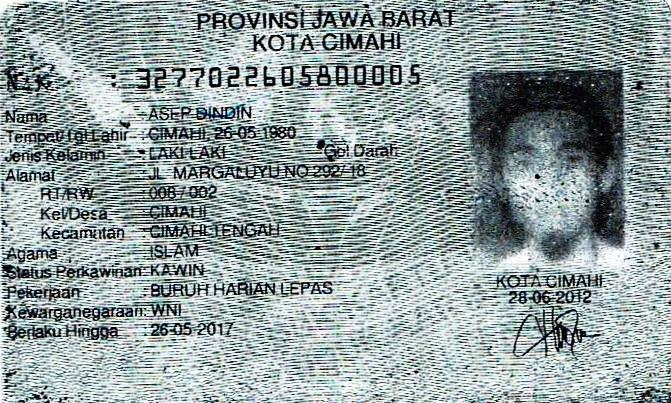 PROVINSI JAWA BARAT
KOTA CIMAHI
NIK : 3277022605800005
Nama : ASEP DINDIN
Tempat/Tgl Lahir : CIMAHI, 26-05-1980
Jenis Kelamin : LAKI-LAKI Gol Darah
Alamat : JL MARGALUYU NO 292/18
RT/RW : 008/002
Kel/Desa : CIMAHI
Kecamatan : CIMAHI TENGAH
Agama : ISLAM
Status Perkawinan: KAWIN
Pekerjaan : BURUH HARIAN LEPAS
Kewarganegaraan: WNI
Berlaku Hingga : 26-05-2017
KOTA CIMAHI
28-06-2012